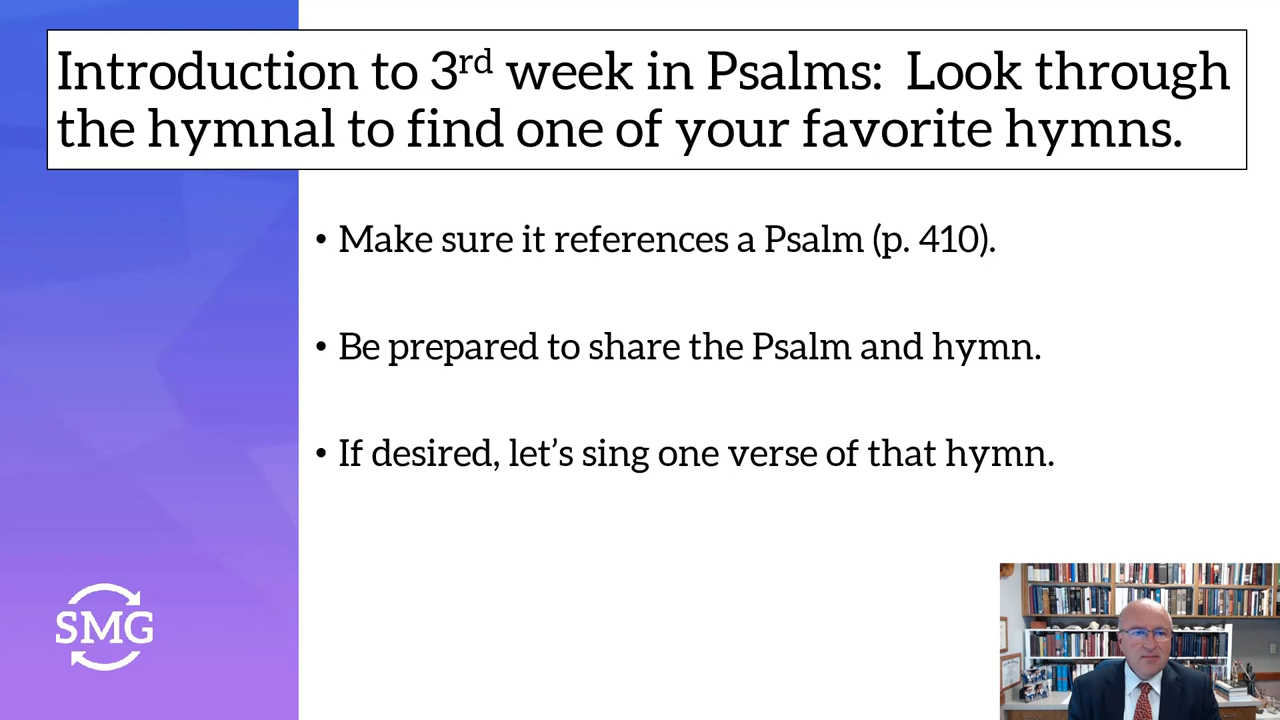 Introduction to 3rd week in Psalms: Look through
the hymnal to find one of your favorite hymns.
• Make sure it references a Psalm (p. 410).
• Be prepared to share the Psalm and hymn.
• If desired, let’s sing one verse of that hymn.
SMG